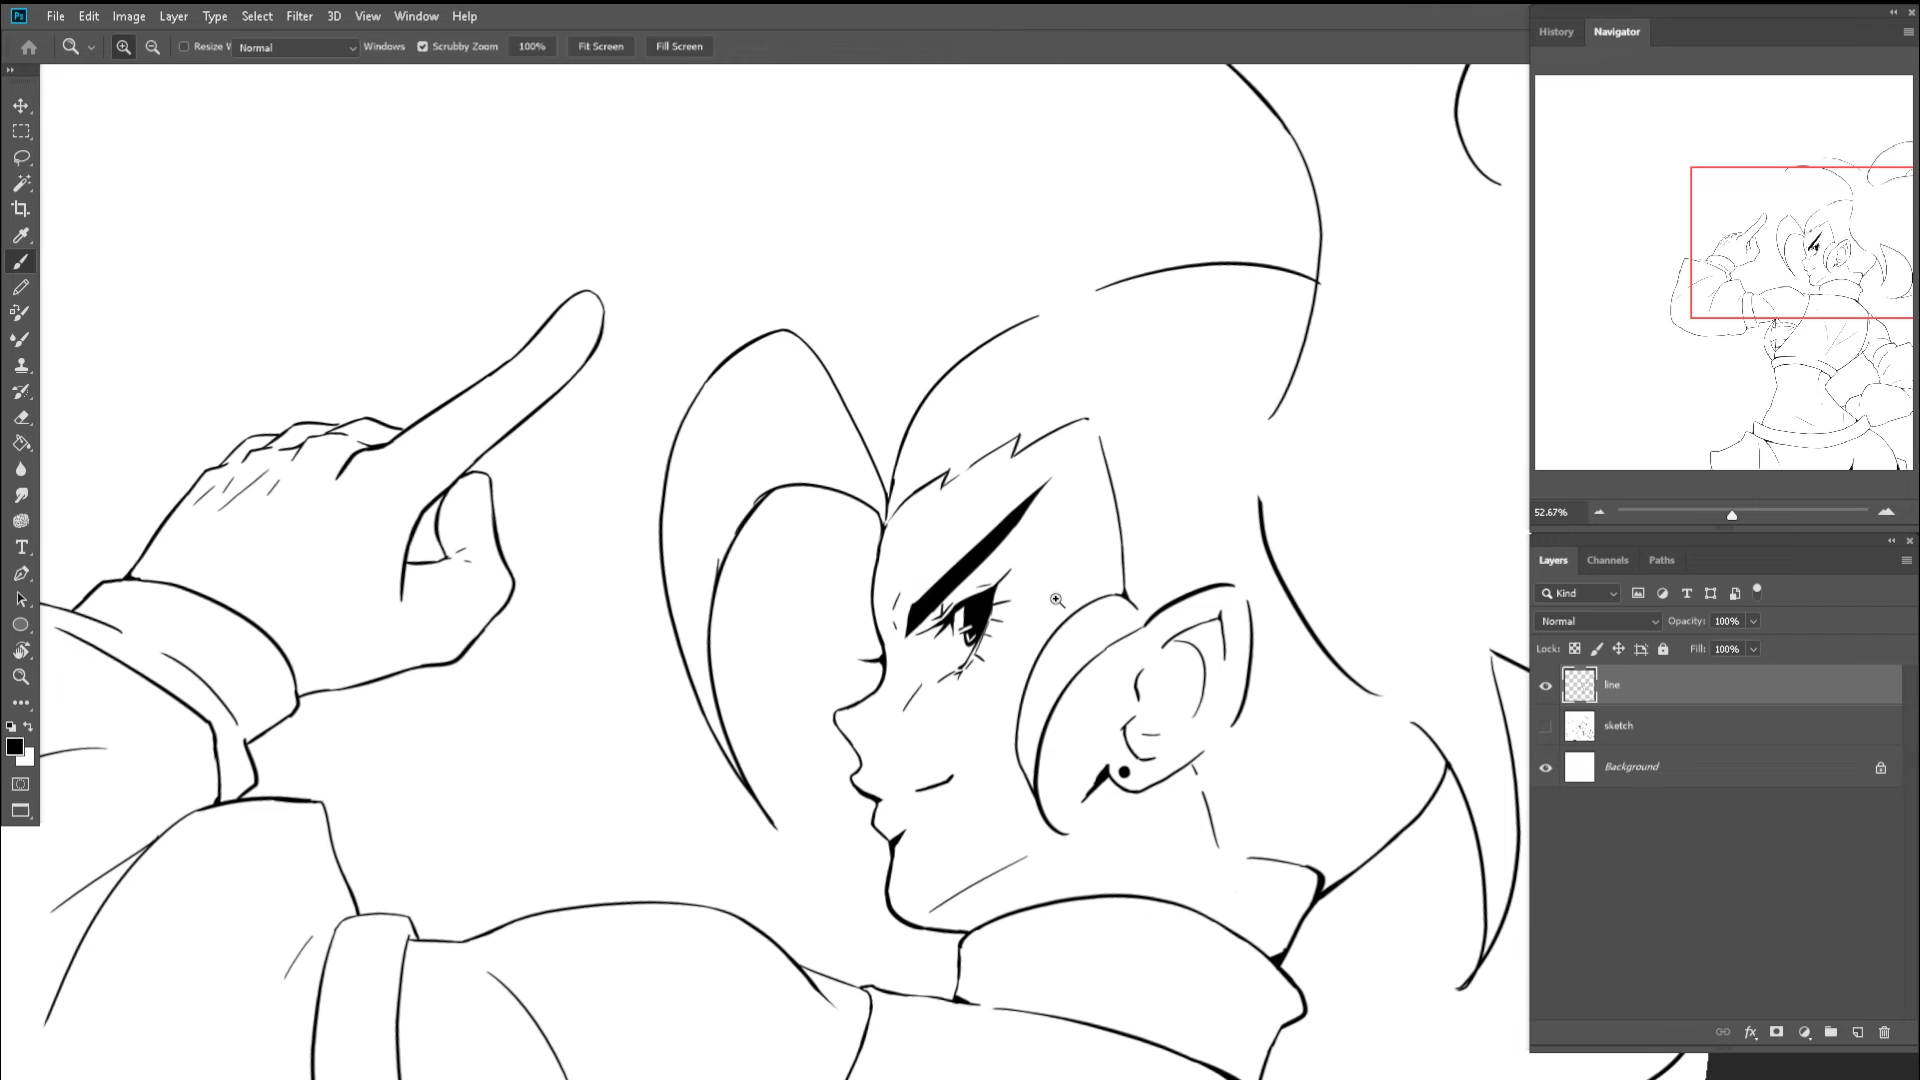 Ps File Edit Image Layer Type Select Filter 3D View Window Help
Resize W Normal Windows Scrubby Zoom 100% Fit Screen Fill Screen
History Navigator
52.67%
Layers Channels Paths
Kind
Normal Opacity: 100%
Lock: Fill: 100%
line
sketch
Background